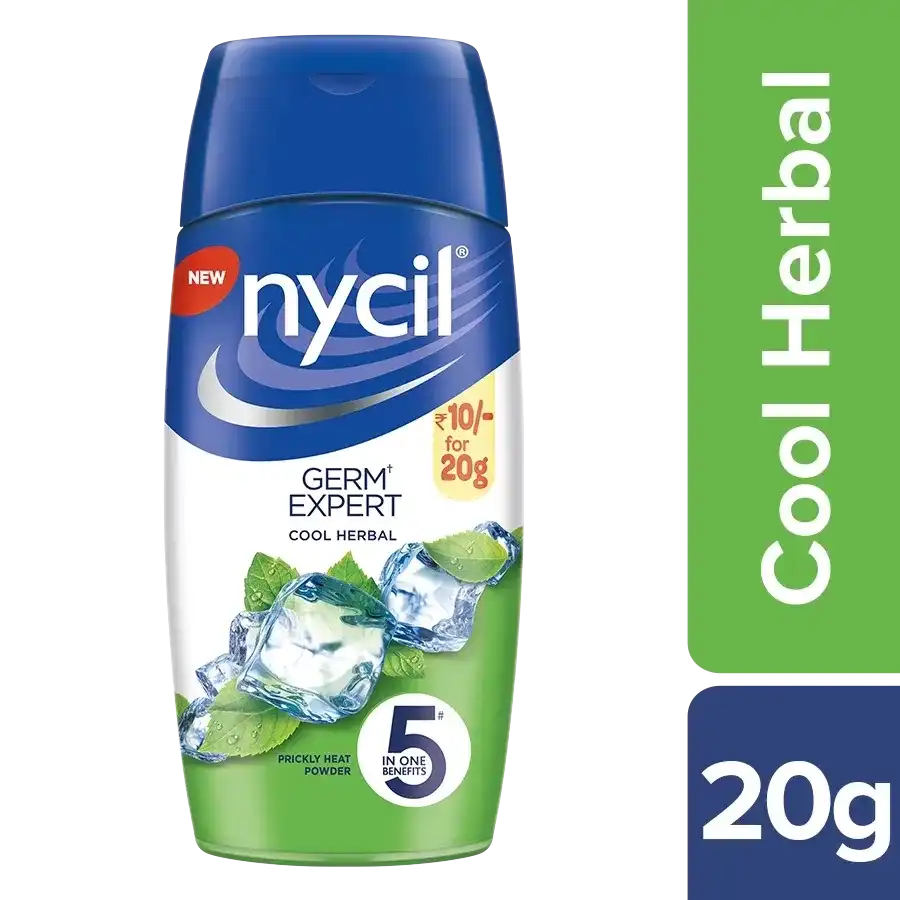 NEW
nycil®
₹10/-
for
20g
GERM†
EXPERT
COOL HERBAL
PRICKLY HEAT
POWDER
5#
IN ONE
BENEFITS
Cool Herbal
20g